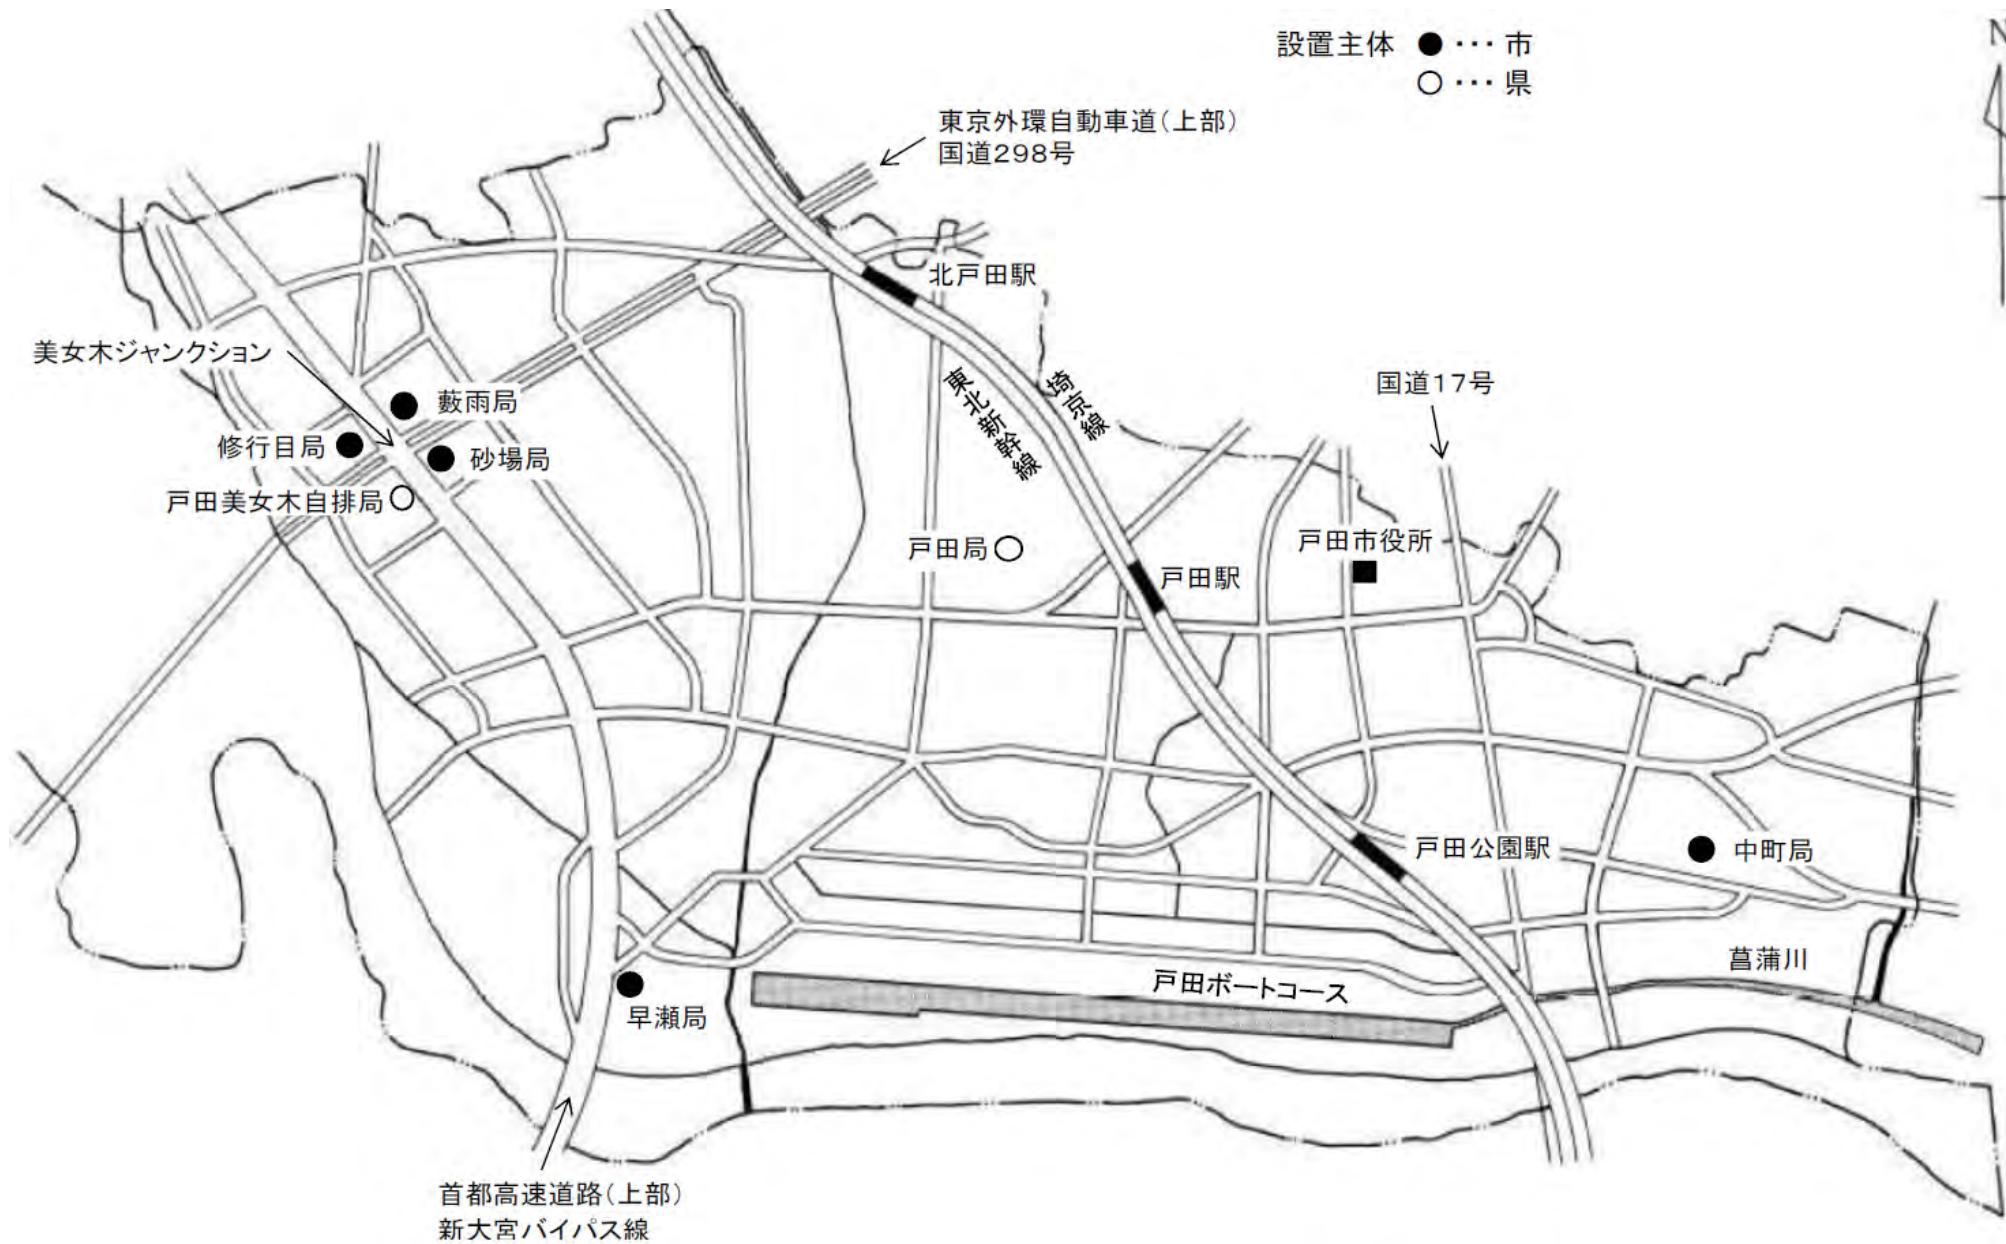 設置主体 ●・・・市
○・・・県
N
東京外環自動車道(上部)
国道298号
北戸田駅
美女木ジャンクション
藪雨局
修行目局
砂場局
戸田美女木自排局
東北新幹線
埼京線
国道17号
戸田局
戸田駅
戸田市役所
戸田公園駅
中町局
菖蒲川
戸田ボートコース
早瀬局
首都高速道路(上部)
新大宮バイパス線